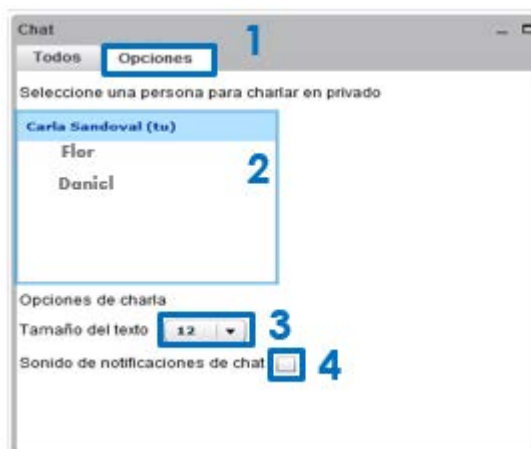 Chat
1
Todos Opciones
Seleccione una persona para charlar en privado
Carla Sandoval (tu)
Flor
2
Daniel
Opciones de charla
Tamaño del texto 12 3
Sonido de notificaciones de chat 4